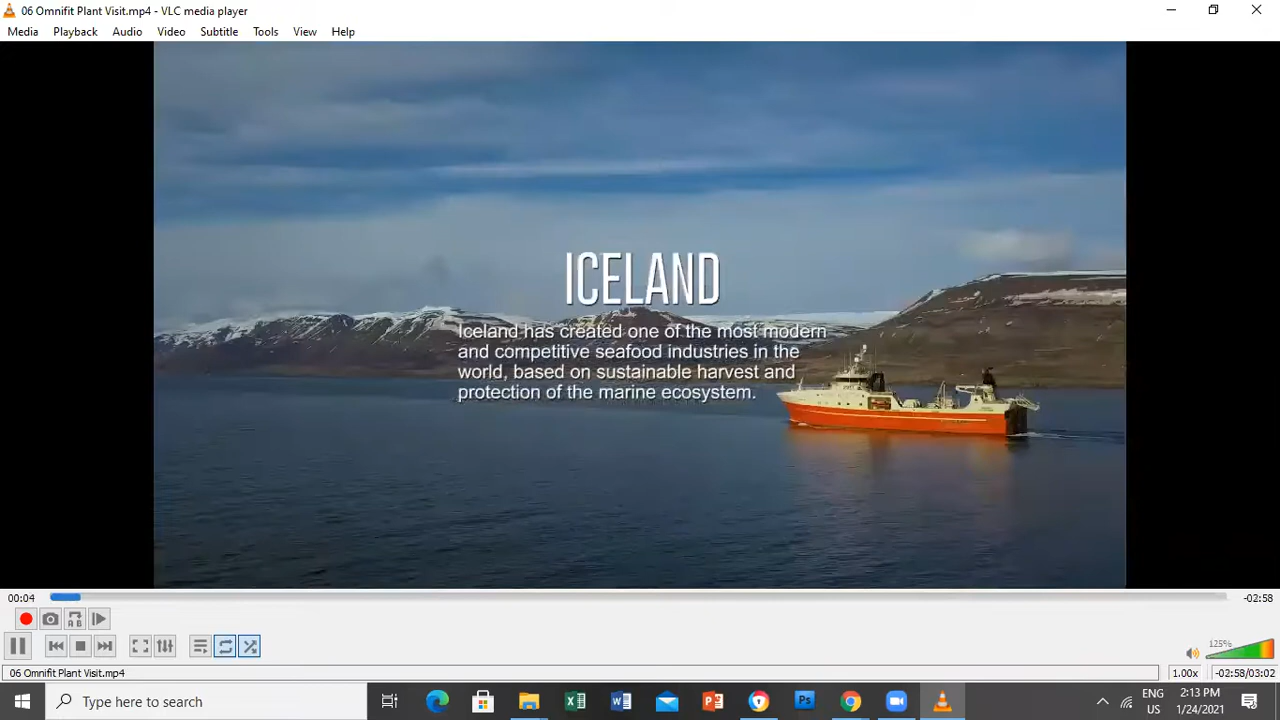 06 Omnifit Plant Visit.mp4 - VLC media player
Media Playback Audio Video Subtitle Tools View Help
ICELAND
Iceland has created one of the most modern
and competitive seafood industries in the
world, based on sustainable harvest and
protection of the marine ecosystem.
00:04 -02:58
A B
125%
06 Omnifit Plant Visit.mp4 1.00x -02:58/03:02
Type here to search
ENG
US
2:13 PM
1/24/2021